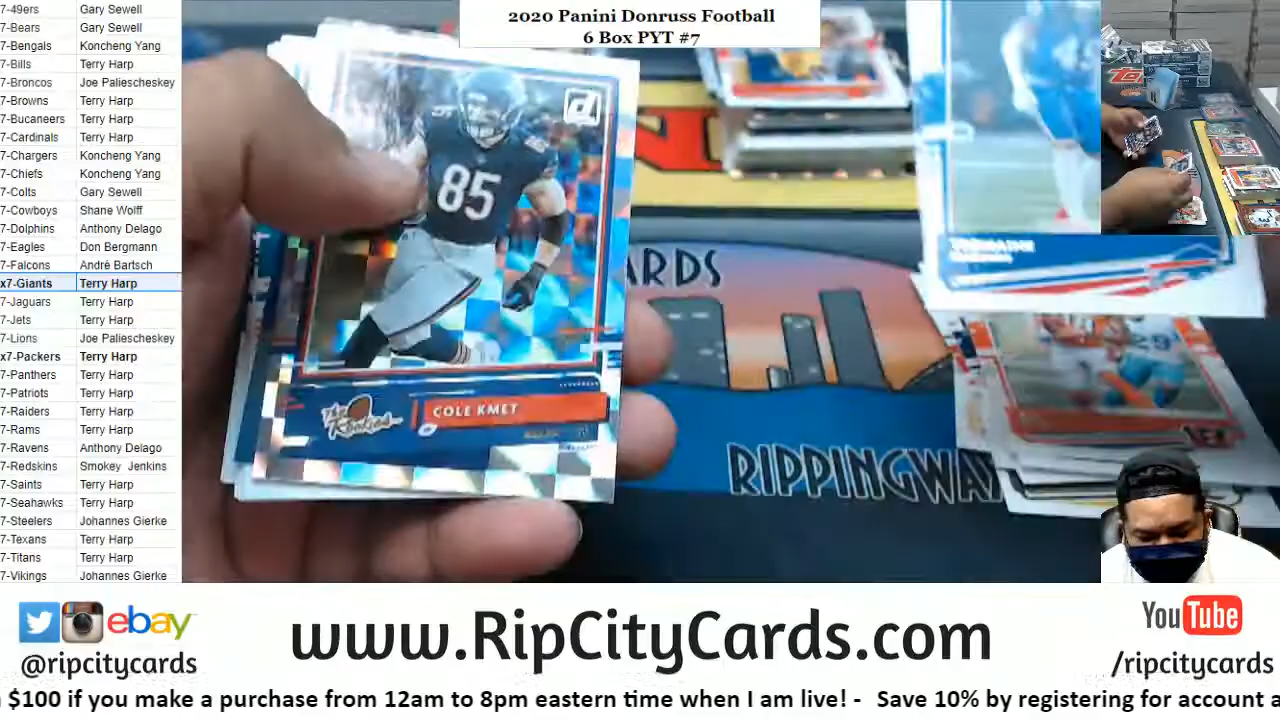 7-49ers Gary Sewell
7-Bears Gary Sewell
7-Bengals Koncheng Yang
7-Bills Terry Harp
7-Broncos Joe Paliescheskey
7-Browns Terry Harp
7-Bucaneers Terry Harp
7-Cardinals Terry Harp
7-Chargers Koncheng Yang
7-Chiefs Koncheng Yang
7-Colts Gary Sewell
7-Cowboys Shane Wolff
7-Dolphins Anthony Delago
7-Eagles Don Bergmann
7-Falcons André Bartsch
x7-Giants Terry Harp
7-Jaguars Terry Harp
7-Jets Terry Harp
7-Lions Joe Paliescheskey
x7-Packers Terry Harp
7-Panthers Terry Harp
7-Patriots Terry Harp
7-Raiders Terry Harp
7-Rams Terry Harp
7-Ravens Anthony Delago
7-Redskins Smokey Jenkins
7-Saints Terry Harp
7-Seahawks Terry Harp
7-Steelers Johannes Gierke
7-Texans Terry Harp
7-Titans Terry Harp
7-Vikings Johannes Gierke
2020 Panini Donruss Football
6 Box PYT #7
85
The Rookies
COLE KMET
ARDS
RIPPINGWAX
29
ebay
@ripcitycards
www.RipCityCards.com
YouTube
/ripcitycards
$100 if you make a purchase from 12am to 8pm eastern time when I am live! - Save 10% by registering for account a